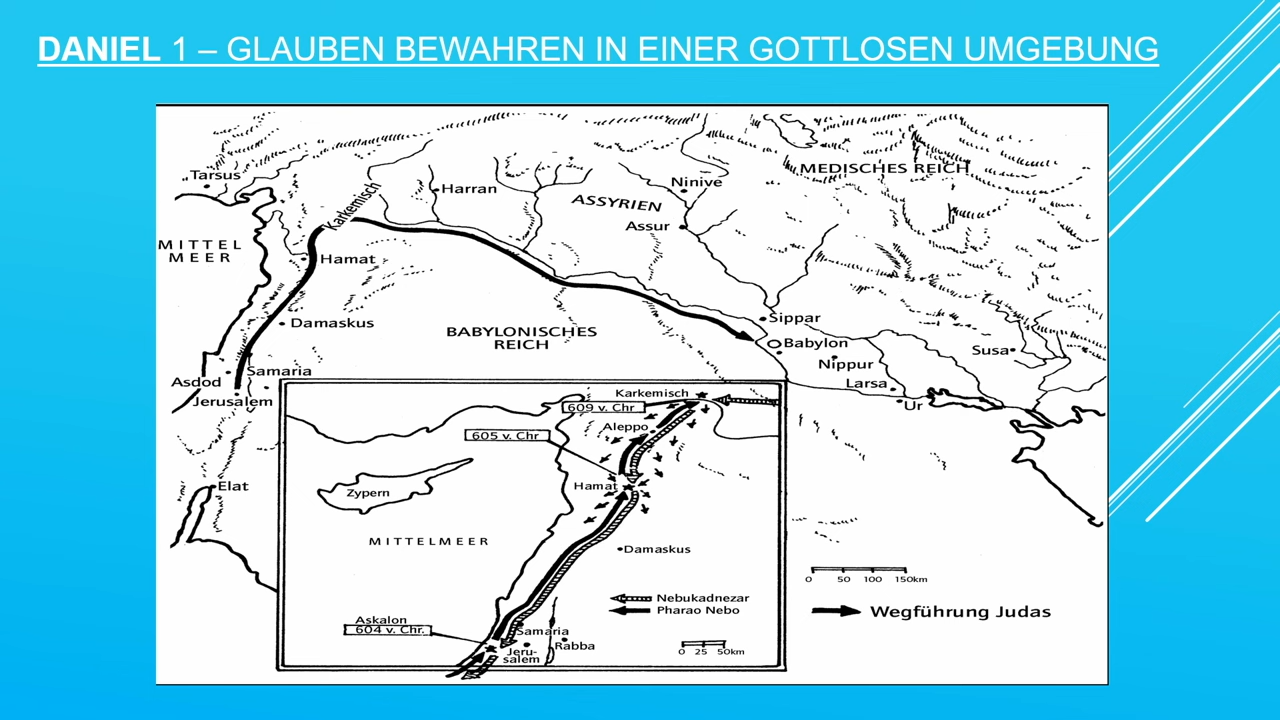 DANIEL 1 – GLAUBEN BEWAHREN IN EINER GOTTLOSEN UMGEBUNG
Tarsus
Karkemisch
Harran
Ninive
MEDISCHES REICH
ASSYRIEN
Assur
MITTEL
MEER
Hamat
Damaskus
Sippar
BABYLONISCHES
REICH
Babylon
Nippur
Susa
Samaria
Asdod
Larsa
Jerusalem
Ur
Elat
Karkemisch
609 v. Chr
Aleppo
605 v. Chr
Hamat
Zypern
MITTELMEER
Damaskus
Nebukadnezar
Pharao Nebo
Askalon
604 v. Chr.
Samaria
Rabba
Jeru-
salem
0 25 50km
0 50 100 150km
Wegführung Judas